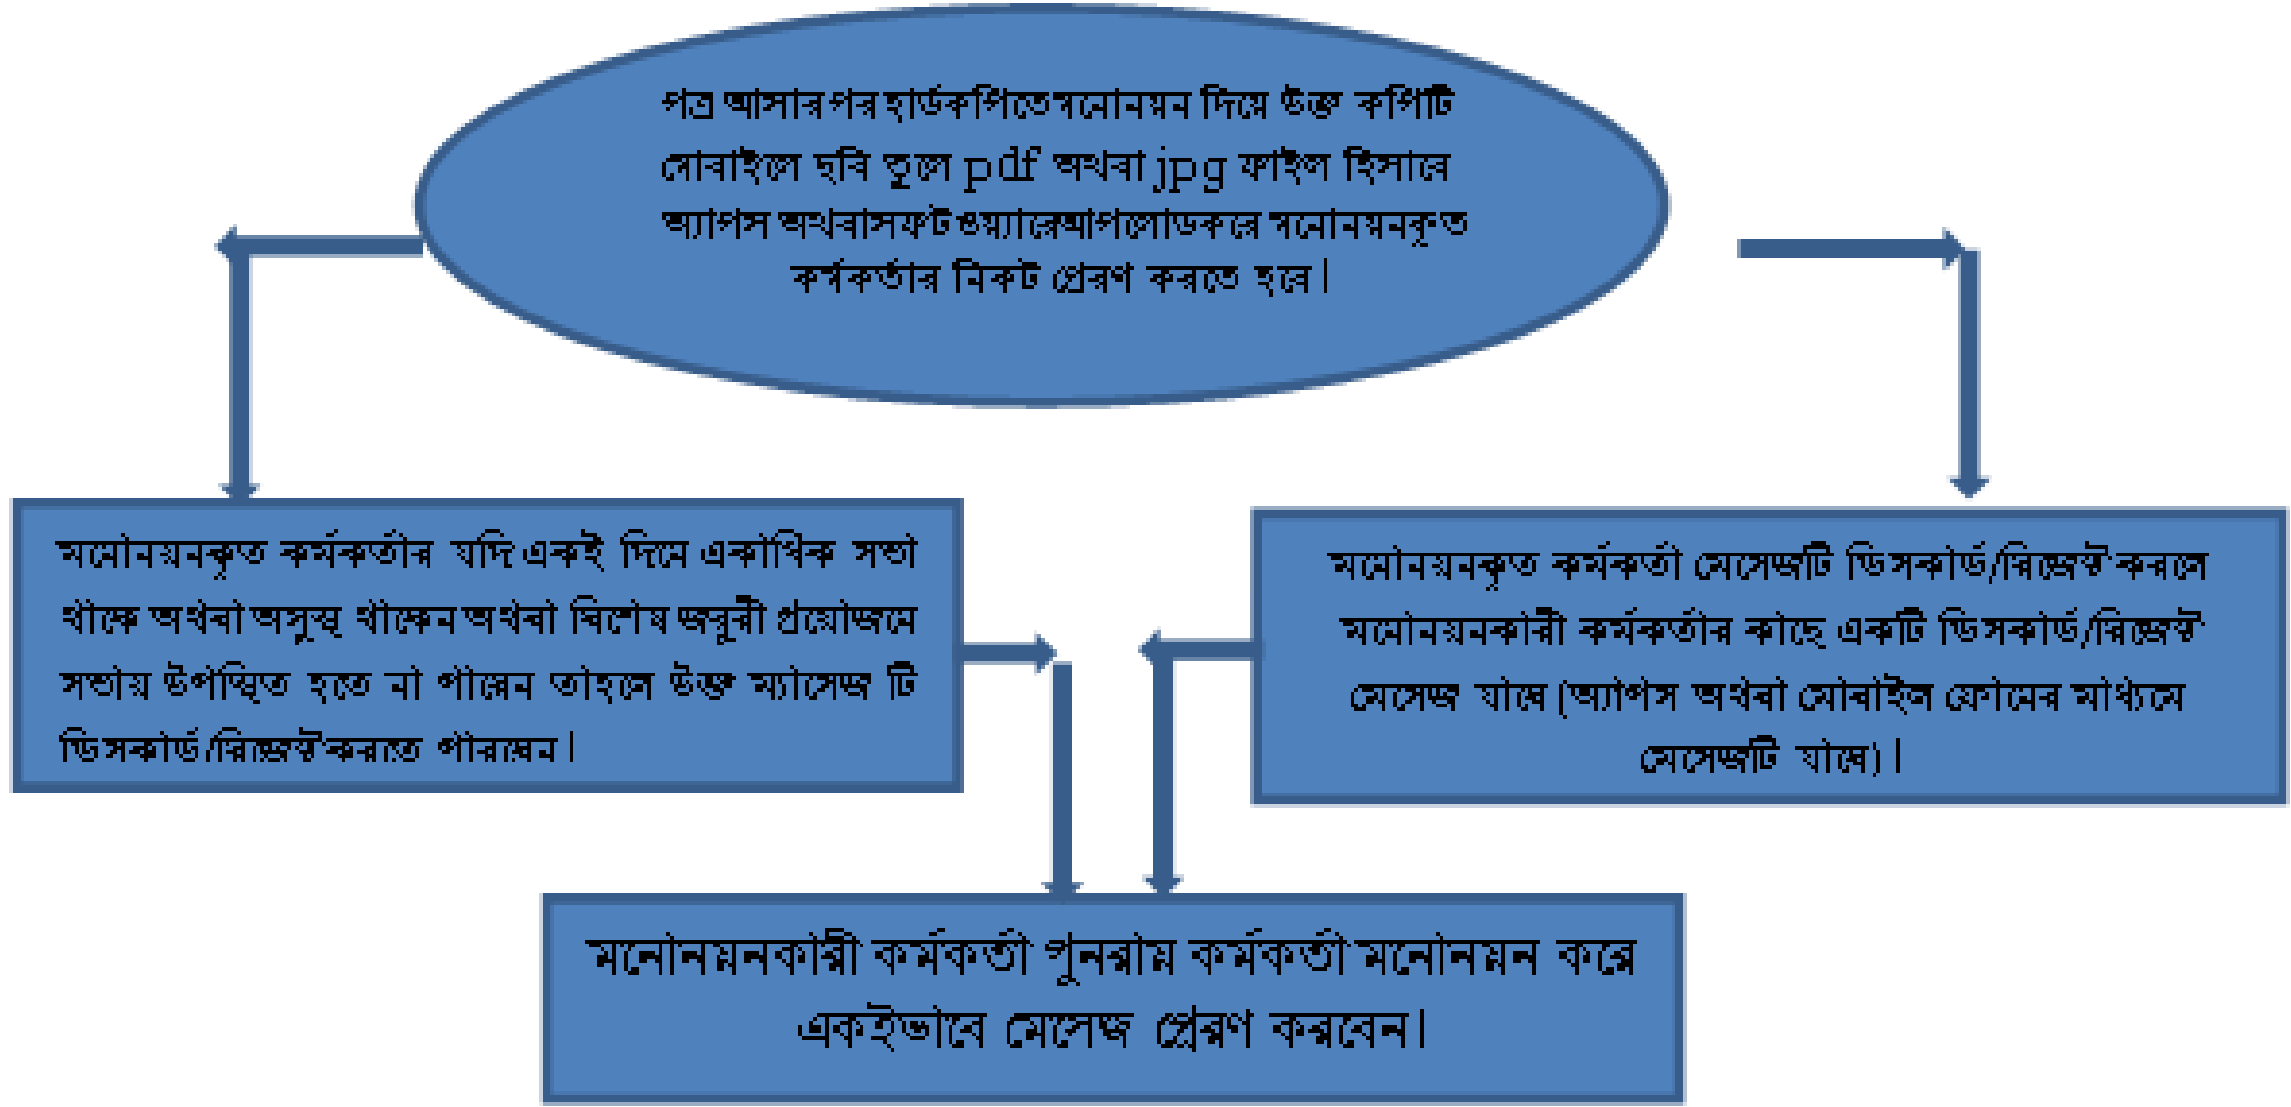 পত্র আসার পর হার্ডকপিতে মনোনয়ন দিয়ে উক্ত কপিটি
মোবাইলে ছবি তুলে pdf অথবা jpg ফাইল হিসাবে
অ্যাপস অথবা সফটওয়্যারে আপলোড করে মনোনয়নকৃত
কর্মকর্তার নিকট প্রেরণ করতে হবে।
মনোনয়নকৃত কর্মকর্তার যদি একই দিনে একাধিক সভা
থাকে অথবা অসুস্থ থাকেন অথবা বিশেষ জরুরী প্রয়োজনে
সভায় উপস্থিত হতে না পারেন তাহলে উক্ত ম্যাসেজ টি
ডিসকার্ড/রিজেক্ট করতে পারবেন।
মনোনয়নকৃত কর্মকর্তা মেসেজটি ডিসকার্ড/রিজেক্ট করলে
মনোনয়নকারী কর্মকর্তার কাছে একটি ডিসকার্ড/রিজেক্ট
মেসেজ যাবে (অ্যাপস অথবা মোবাইল ফোনের মাধ্যমে
মেসেজটি যাবে)।
মনোনয়নকারী কর্মকর্তা পুনরায় কর্মকর্তা মনোনয়ন করে
একইভাবে মেসেজ প্রেরণ করবেন।